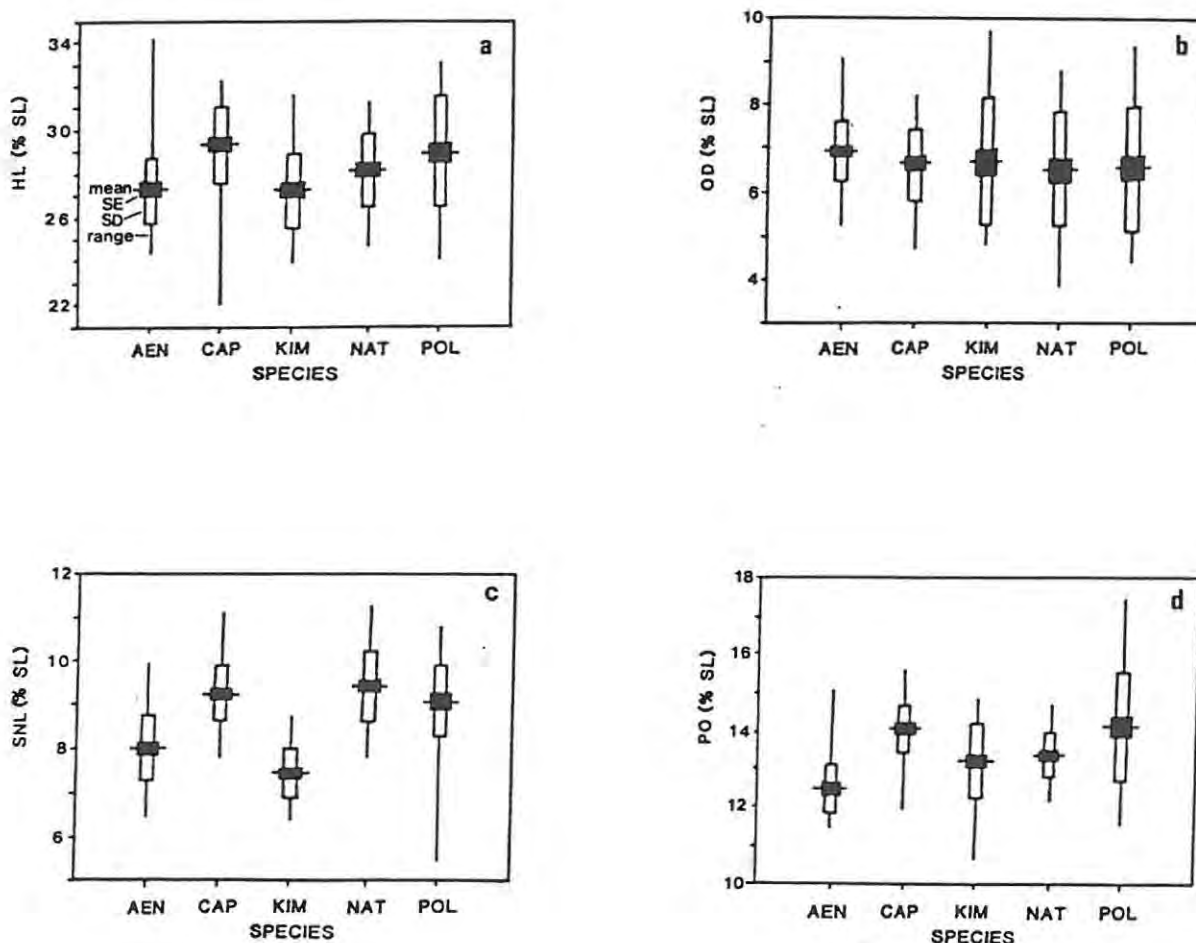 a
HL (% SL)
34
30
26
22
mean
SE
SD
range
AEN CAP KIM NAT POL
SPECIES
b
OD (% SL)
10
8
6
4
AEN CAP KIM NAT POL
SPECIES
c
SNL (% SL)
12
10
8
6
AEN CAP KIM NAT POL
SPECIES
d
PO (% SL)
18
16
14
12
10
AEN CAP KIM NAT POL
SPECIES